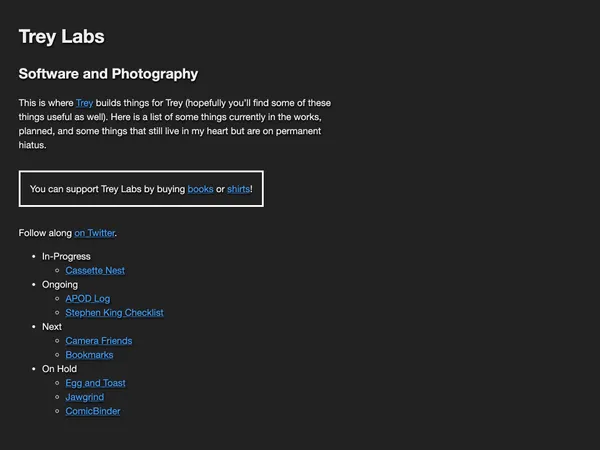 Trey Labs
Software and Photography
This is where Trey builds things for Trey (hopefully you'll find some of these
things useful as well). Here is a list of some things currently in the works,
planned, and some things that still live in my heart but are on permanent
hiatus.
You can support Trey Labs by buying books or shirts!
Follow along on Twitter.
• In-Progress
◦ Cassette Nest
• Ongoing
◦ APOD Log
◦ Stephen King Checklist
• Next
◦ Camera Friends
◦ Bookmarks
• On Hold
◦ Egg and Toast
◦ Jawgrind
◦ ComicBinder